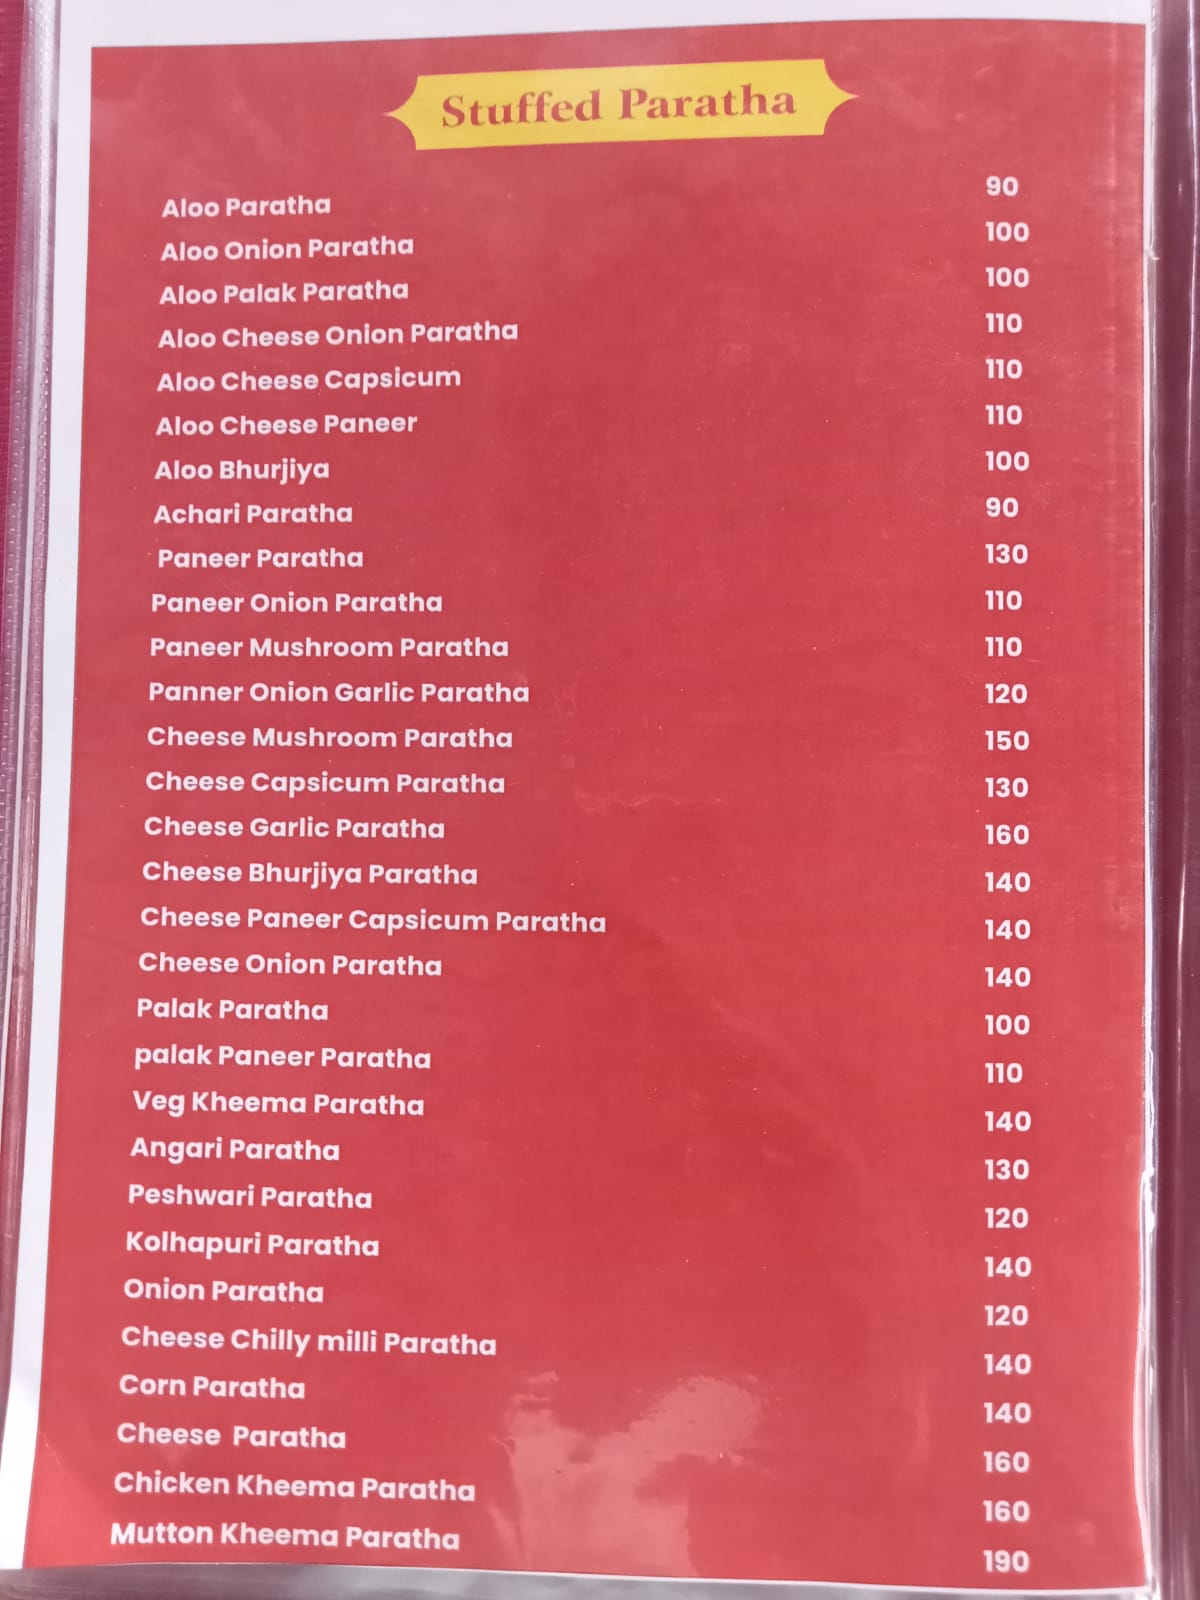 Stuffed Paratha
Aloo Paratha 90
Aloo Onion Paratha 100
Aloo Palak Paratha 100
Aloo Cheese Onion Paratha 110
Aloo Cheese Capsicum 110
Aloo Cheese Paneer 110
Aloo Bhurjiya 100
Achari Paratha 90
Paneer Paratha 130
Paneer Onion Paratha 110
Paneer Mushroom Paratha 110
Panner Onion Garlic Paratha 120
Cheese Mushroom Paratha 150
Cheese Capsicum Paratha 130
Cheese Garlic Paratha 160
Cheese Bhurjiya Paratha 140
Cheese Paneer Capsicum Paratha 140
Cheese Onion Paratha 140
Palak Paratha 100
palak Paneer Paratha 110
Veg Kheema Paratha 140
Angari Paratha 130
Peshwari Paratha 120
Kolhapuri Paratha 140
Onion Paratha 120
Cheese Chilly milli Paratha 140
Corn Paratha 140
Cheese Paratha 160
Chicken Kheema Paratha 160
Mutton Kheema Paratha 190